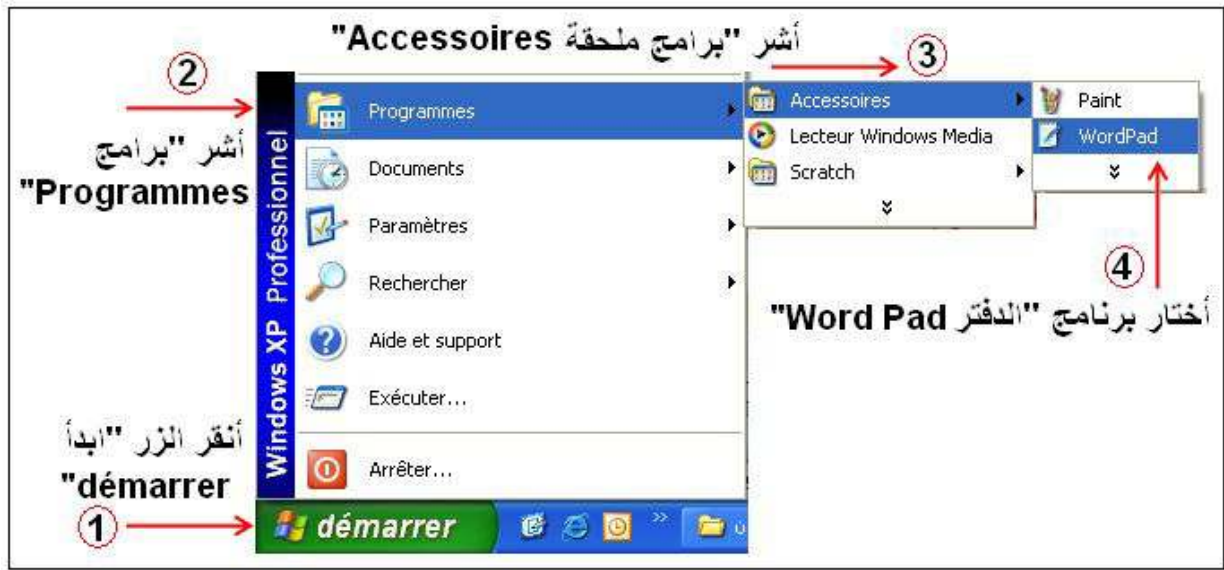 أشر "برامج ملحقة Accessoires"
③
②
أشر "برامج
Programmes"
Windows XP Professionnel
Programmes
Documents
Paramètres
Rechercher
Aide et support
Exécuter...
Arrêter...
Accessoires
Lecteur Windows Media
Scratch
Paint
WordPad
④
أختار برنامج "الدفتر Word Pad"
أنقر الزر "ابدأ
démarrer"
①
démarrer